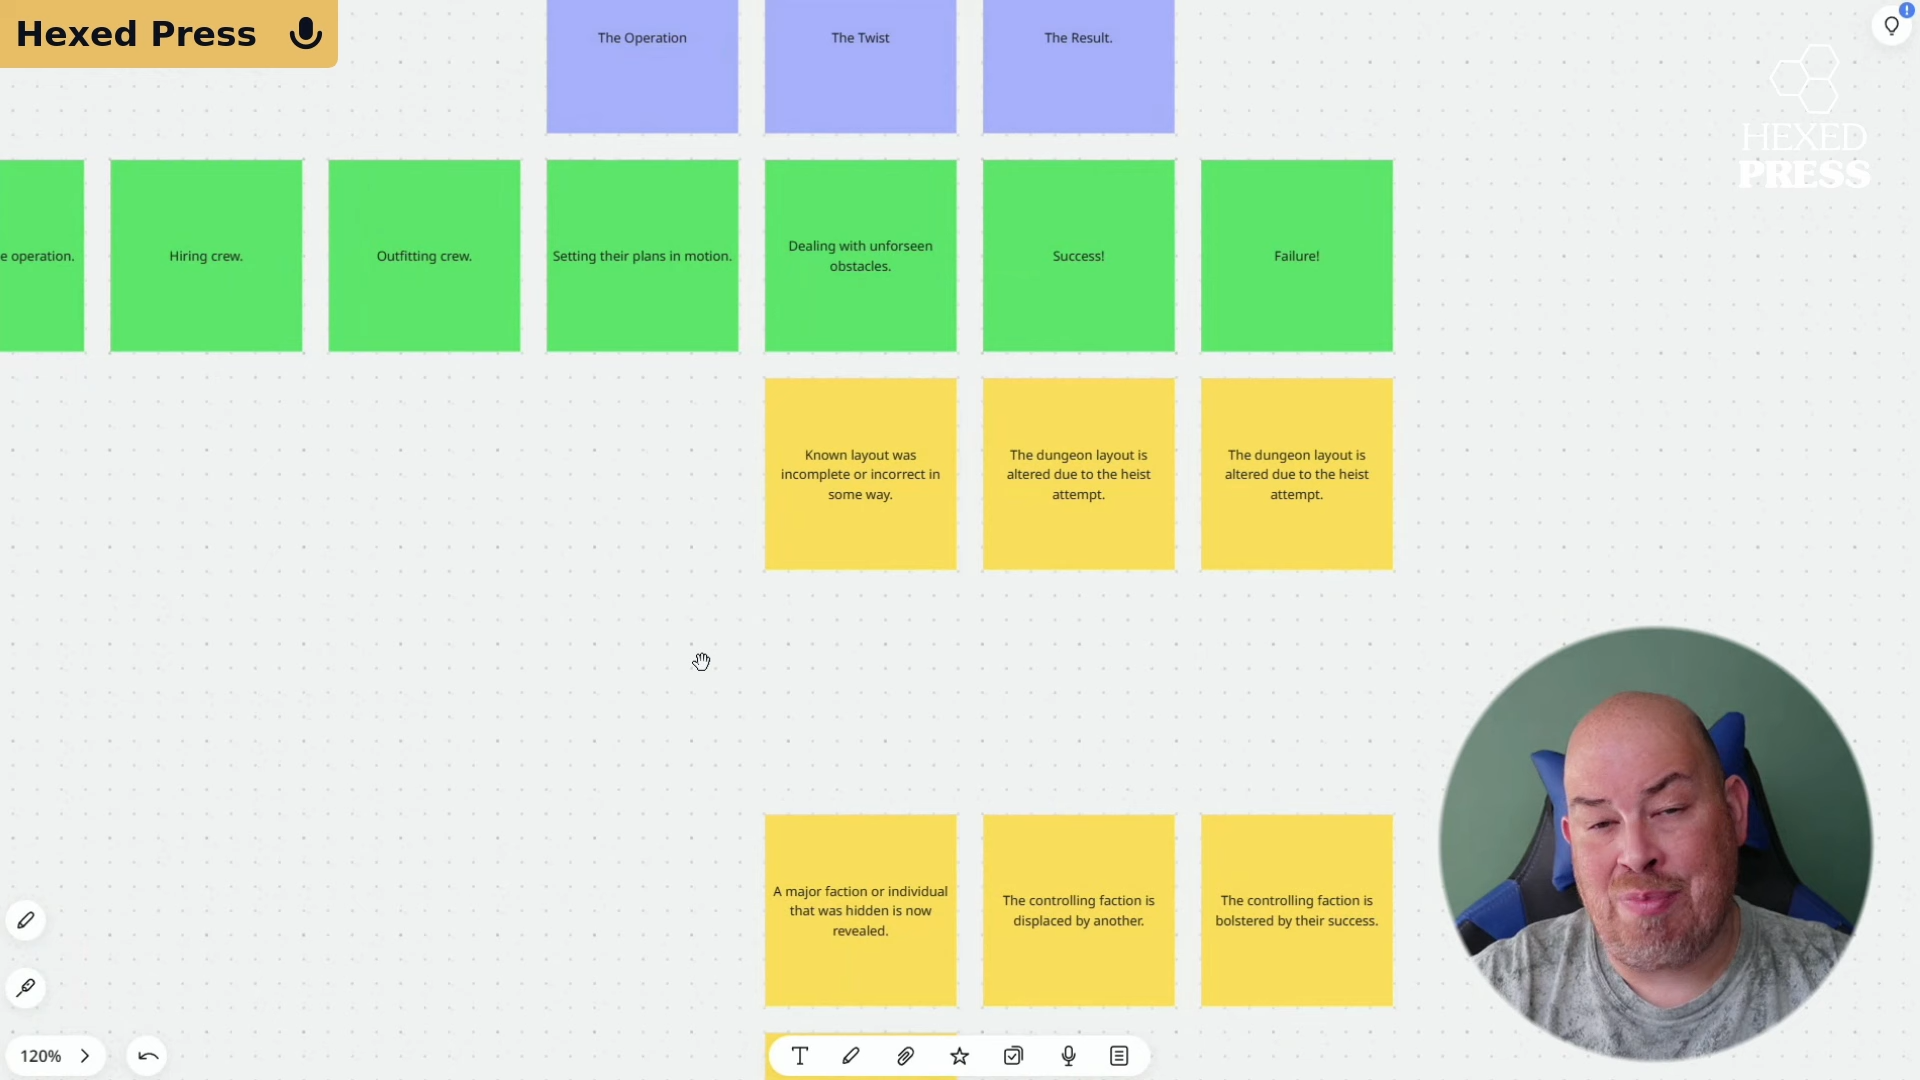 Hexed Press
The Operation
The Twist
The Result.
HEXED
PRESS
e operation.
Hiring crew.
Outfitting crew.
Setting their plans in motion.
Dealing with unforseen
obstacles.
Success!
Failure!
Known layout was
incomplete or incorrect in
some way.
The dungeon layout is
altered due to the heist
attempt.
The dungeon layout is
altered due to the heist
attempt.
A major faction or individual
that was hidden is now
revealed.
The controlling faction is
displaced by another.
The controlling faction is
bolstered by their success.
120%